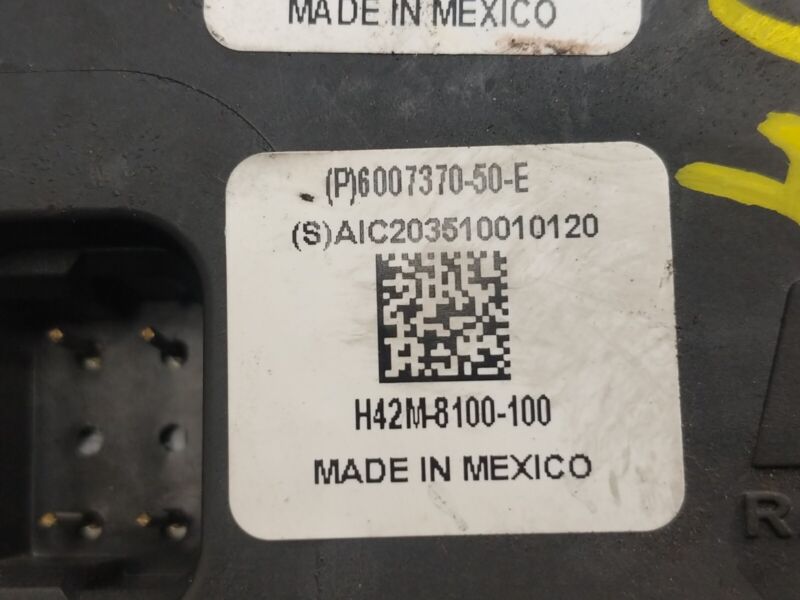 MADE IN MEXICO
(P)6007370-50-E
(S)AIC203510010120
H42M-8100-100
MADE IN MEXICO
R